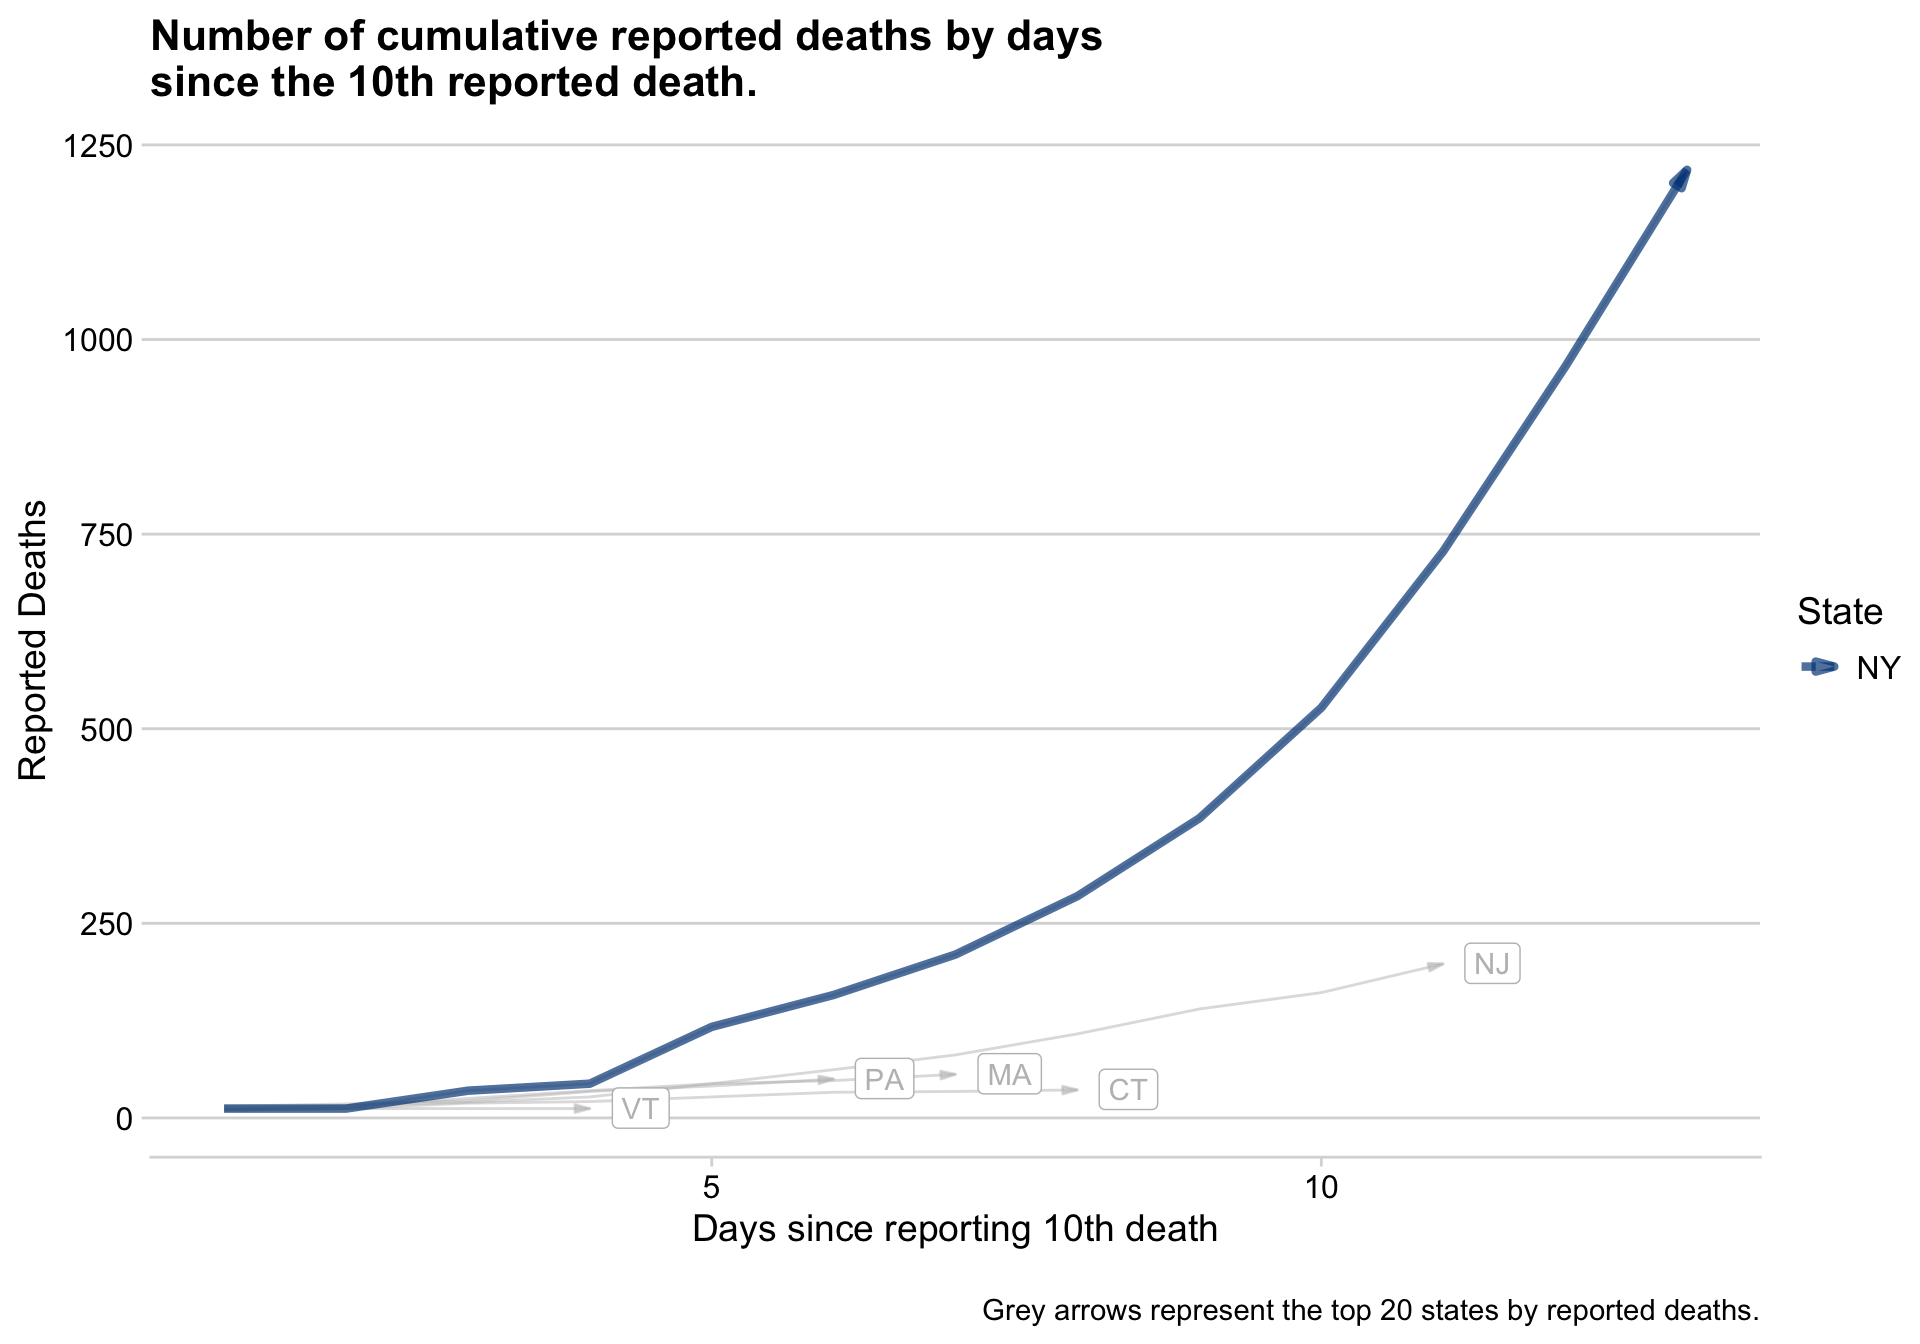 Number of cumulative reported deaths by days
since the 10th reported death.
1250
1000
750
500
250
0
Reported Deaths
NJ
PA
MA
CT
VT
5
10
Days since reporting 10th death
State
NY
Grey arrows represent the top 20 states by reported deaths.